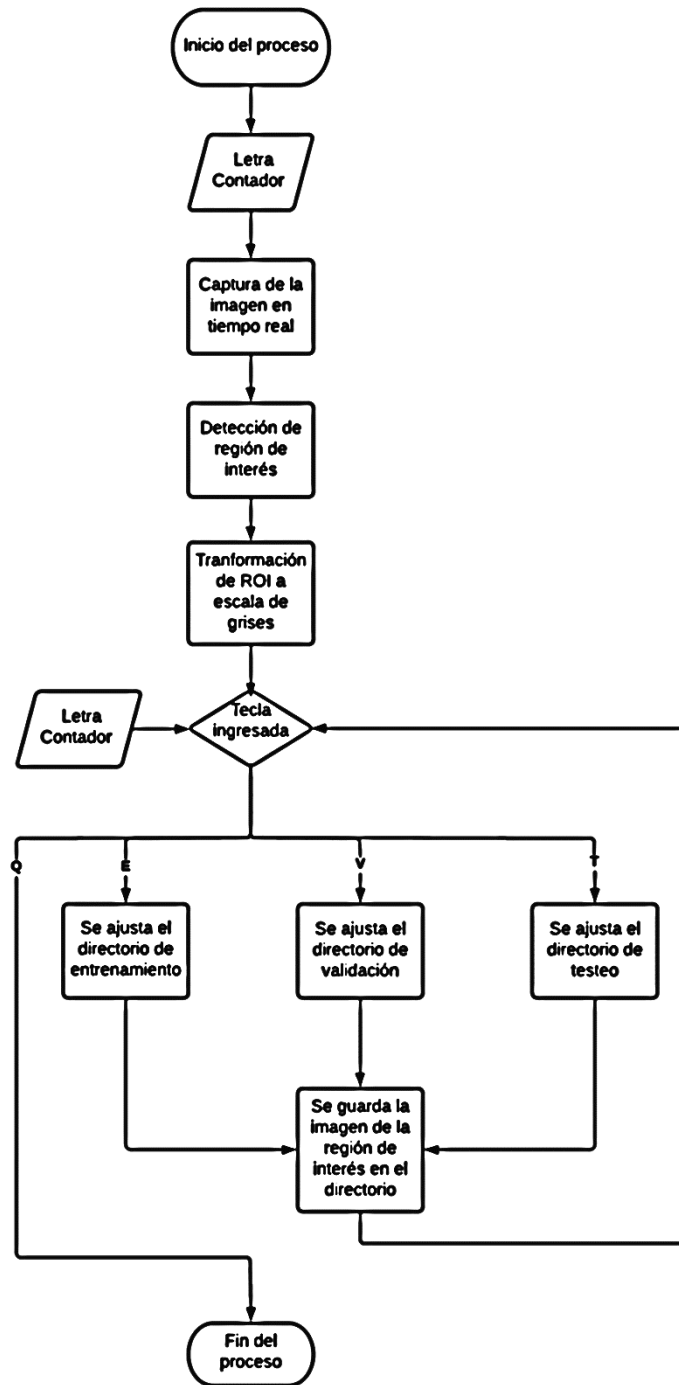 Inicio del proceso
Letra
Contador
Captura de la
imagen en
tiempo real
Detección de
región de
interés
Tranformación
de ROI a
escala de
grises
Letra
Contador
Tecla
ingresada
Q
E
V
T
Se ajusta el
directorio de
entrenamiento
Se ajusta el
directorio de
validación
Se ajusta el
directorio de
testeo
Se guarda la
imagen de la
región de
interés en el
directorio
Fin del
proceso